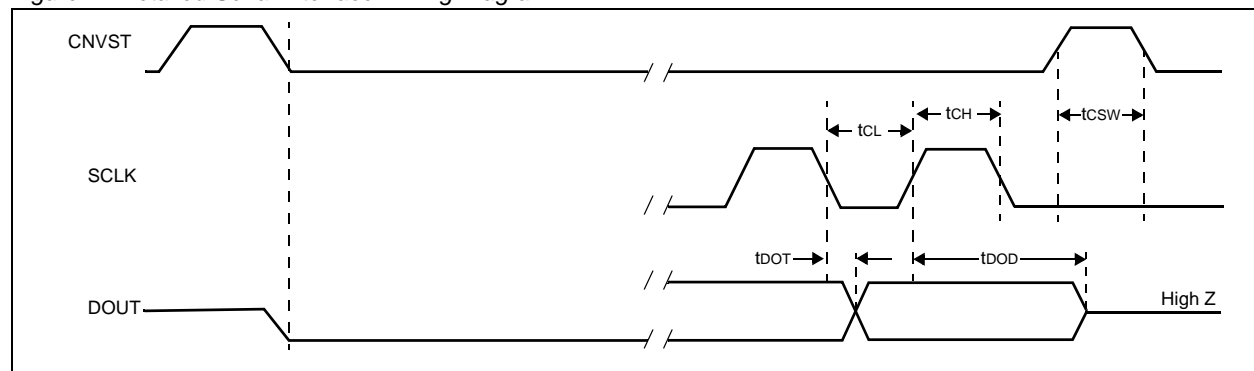 CNVST
tCL
tCH
tCSW
SCLK
tDOT
tDOD
High Z
DOUT